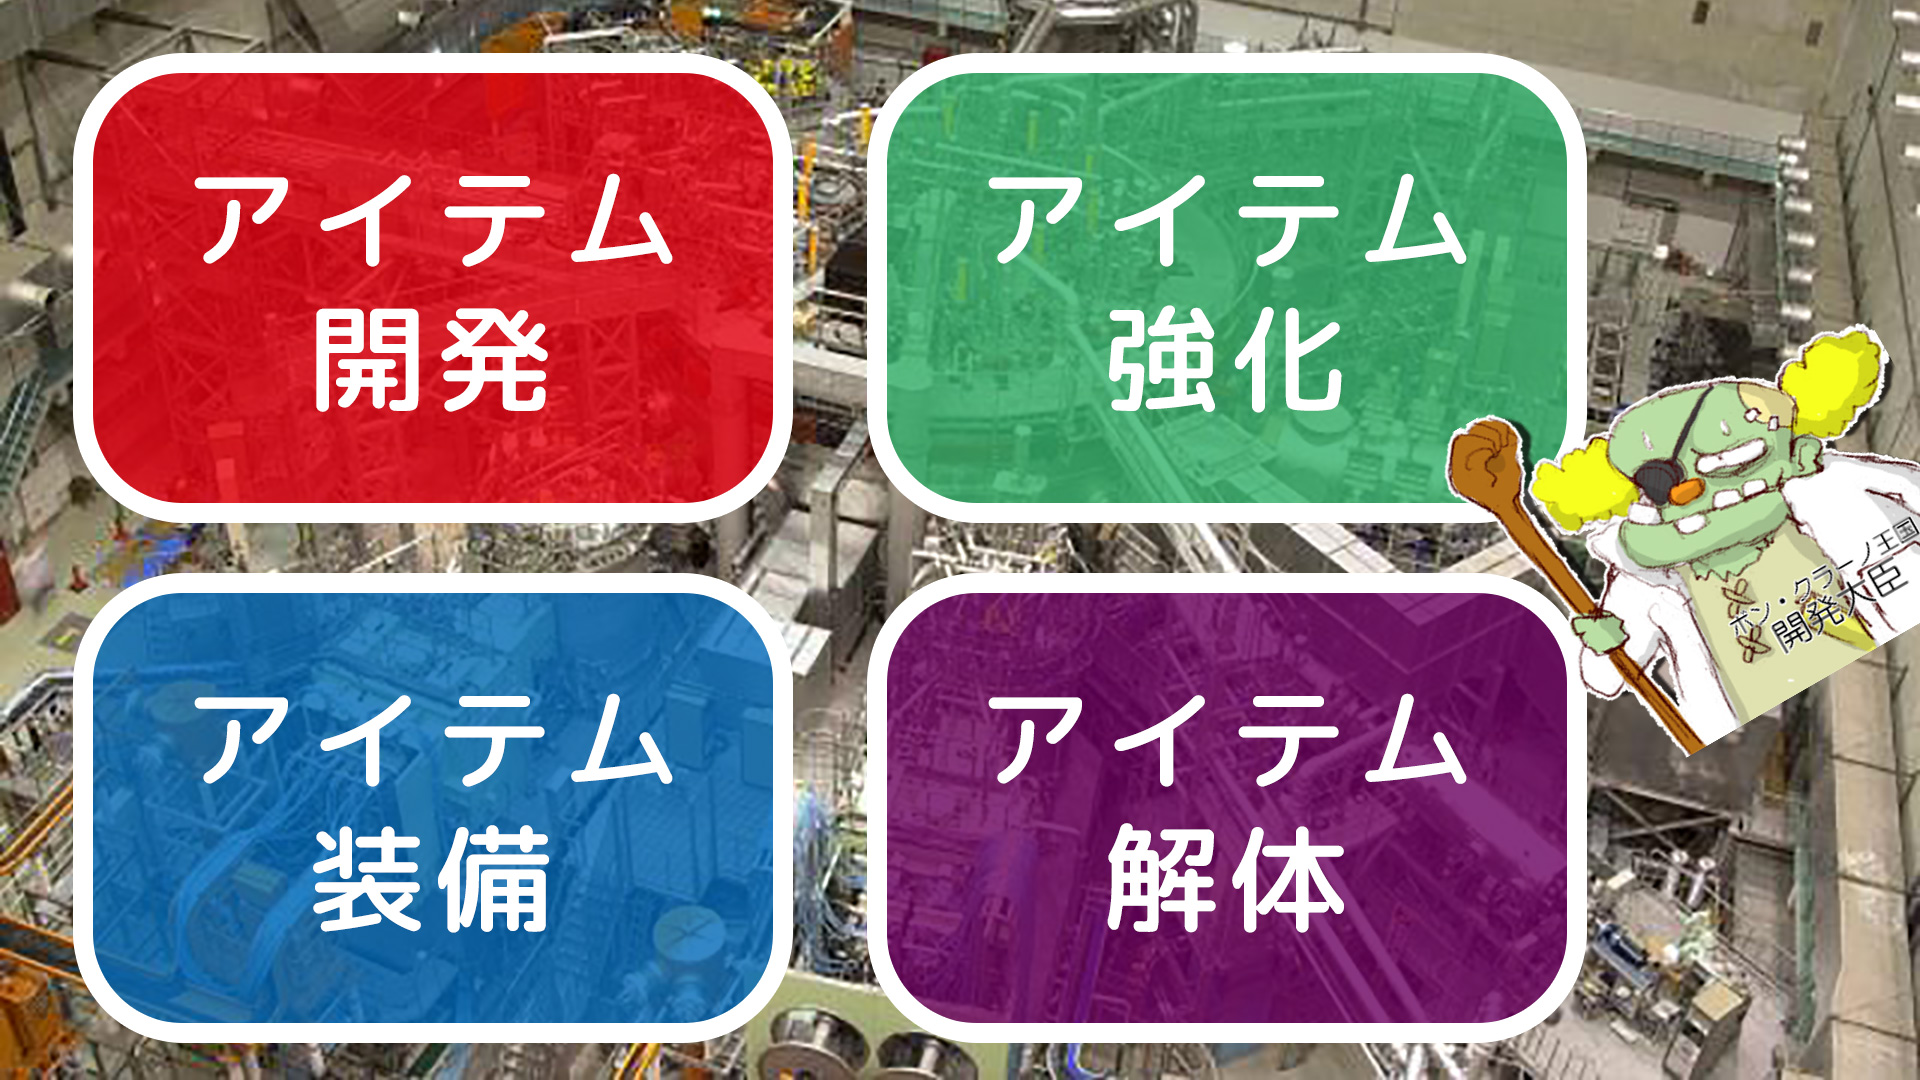 アイテム
開発
アイテム
強化
アイテム
装備
アイテム
解体
ボン・クラーノ王国
開発大臣